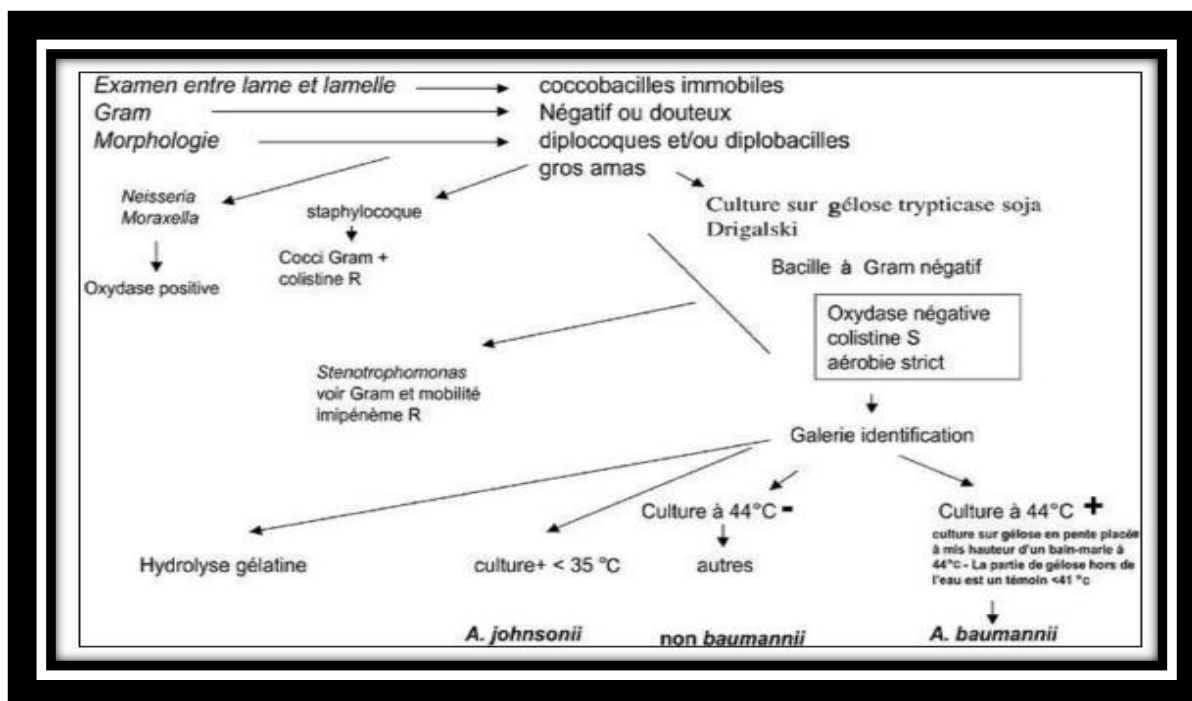 Examen entre lame et lamelle
coccobacilles immobiles
Gram
Négatif ou douteux
Morphologie
diplocoques et/ou diplobacilles
gros amas
Neisseria
Moraxella
Oxydase positive
staphylocoque
Cocci Gram +
colistine R
Culture sur gélose trypticase soja
Drigalski
Bacille à Gram négatif
Oxydase négative
colistine S
aérobie strict
Stenotrophomonas
voir Gram et mobilité
imipénème R
Galerie identification
Hydrolyse gélatine
culture+ < 35 °C
Culture à 44°C -
autres
Culture à 44°C +
culture sur gélose en pente placée
à mis hauteur d'un bain-marie à
44°c - La partie de gélose hors de
l'eau est un témoin <41 °c
A. johnsonii
non baumannii
A. baumannii